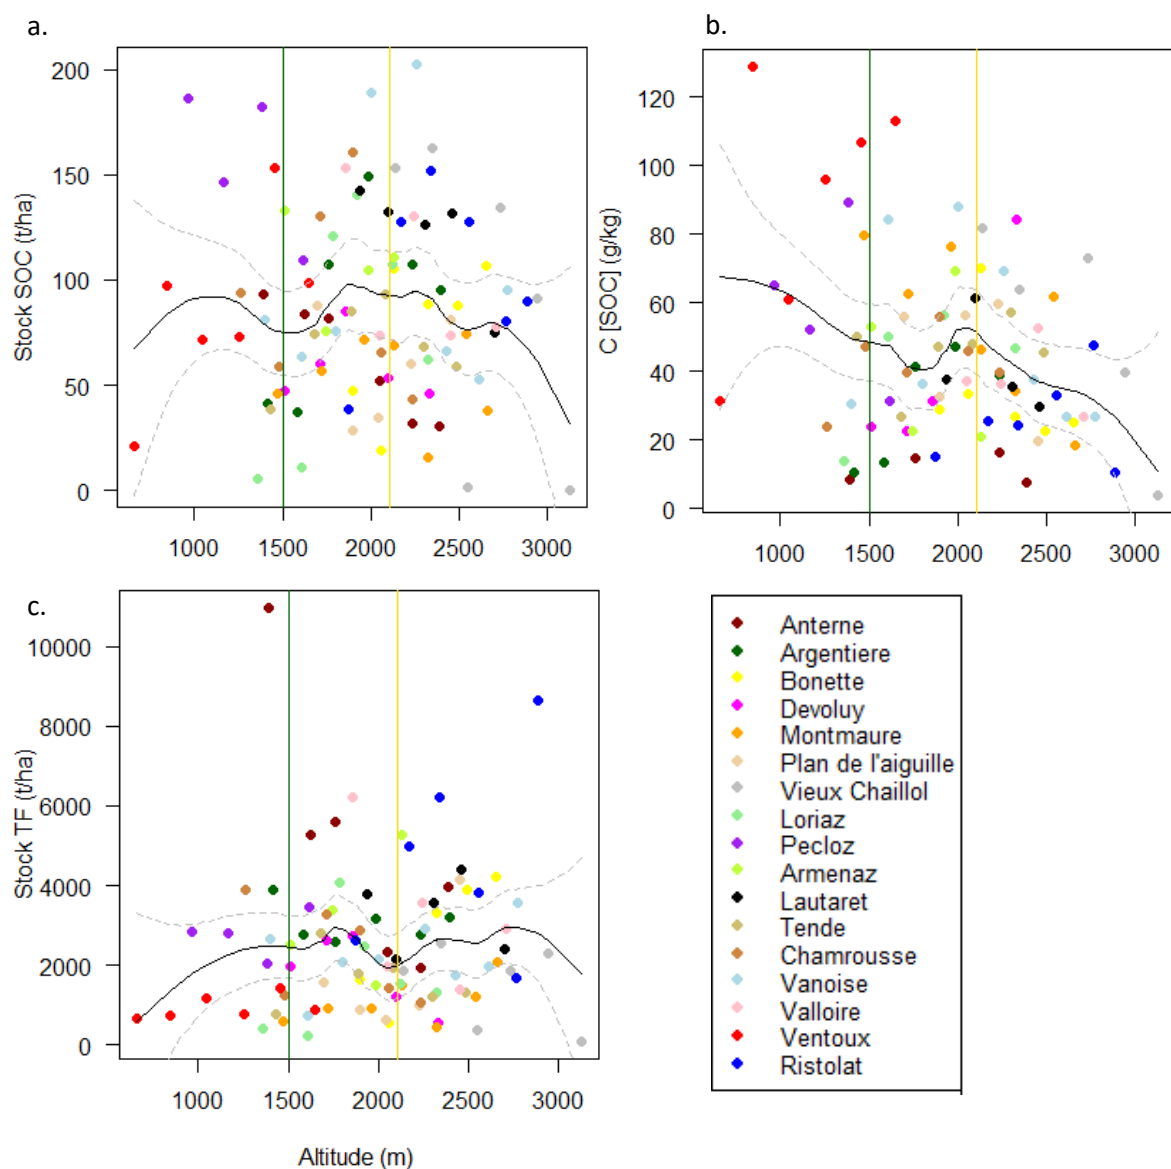 a.
b.
Stock SOC (t/ha)
200
150
100
50
0
1000 1500 2000 2500 3000
C [SOC] (g/kg)
120
100
80
60
40
20
0
1000 1500 2000 2500 3000
c.
Stock TF (t/ha)
10000
8000
6000
4000
2000
0
1000 1500 2000 2500 3000
Altitude (m)
Anterne
Argentiere
Bonette
Devoluy
Montmaure
Plan de l'aiguille
Vieux Chaillol
Loriaz
Pecloz
Armenaz
Lautaret
Tende
Chamrousse
Vanoise
Valloire
Ventoux
Ristolat